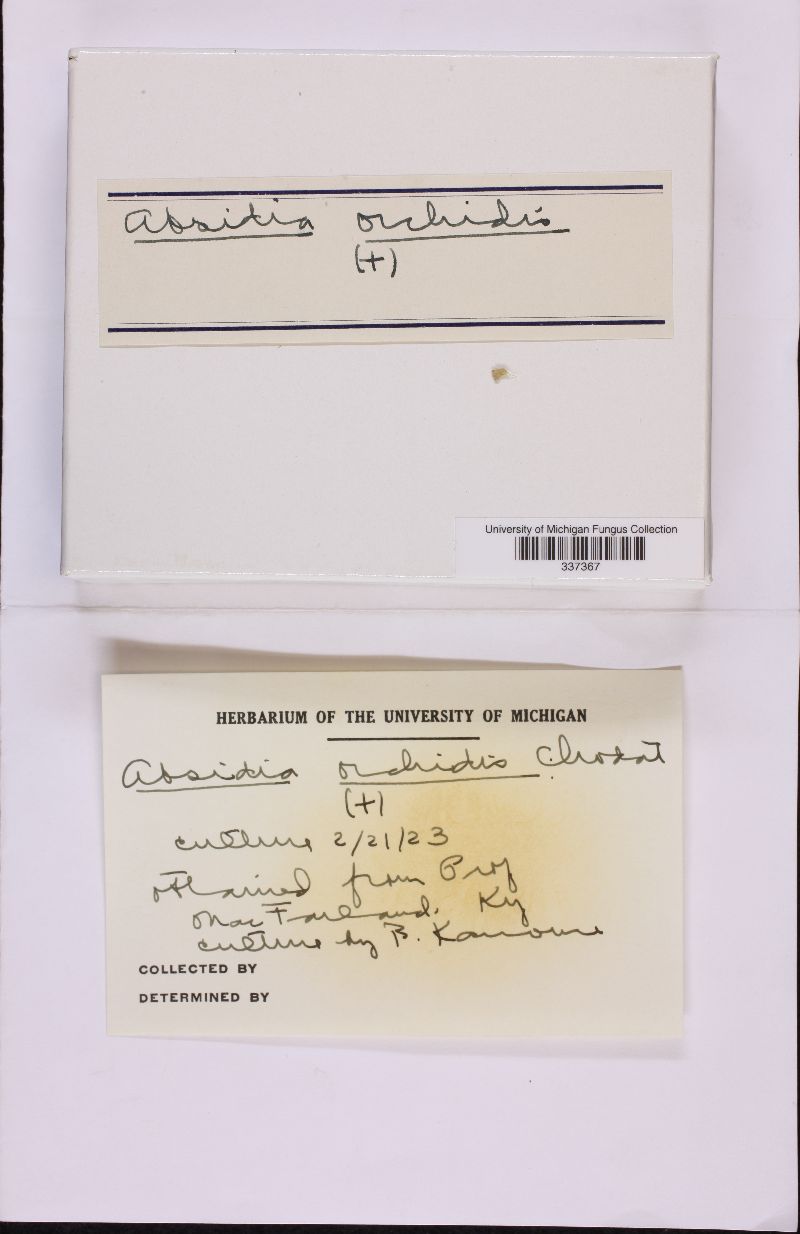 Absidia orchidis
(+)
University of Michigan Fungus Collection
337367
HERBARIUM OF THE UNIVERSITY OF MICHIGAN
Absidia orchidis Chodat
(+)
culture 2/21/23
obtained from Prof
MacFarland. Ky
culture by B. Kanouse
COLLECTED BY
DETERMINED BY